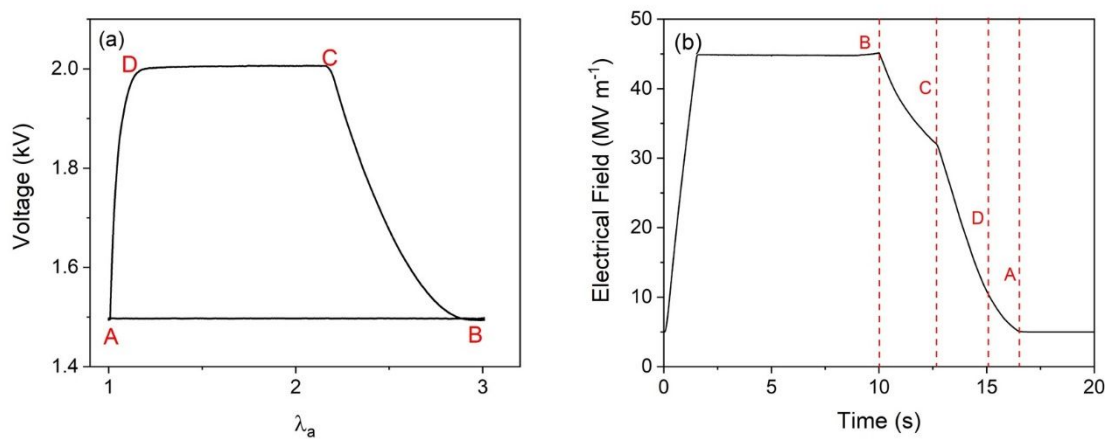 (a)
D
C
A
B
2.0
1.8
1.6
1.4
Voltage (kV)
1
2
3
λa
(b)
B
C
D
A
50
40
30
20
10
0
Electrical Field (MV m-1)
0
5
10
15
20
Time (s)